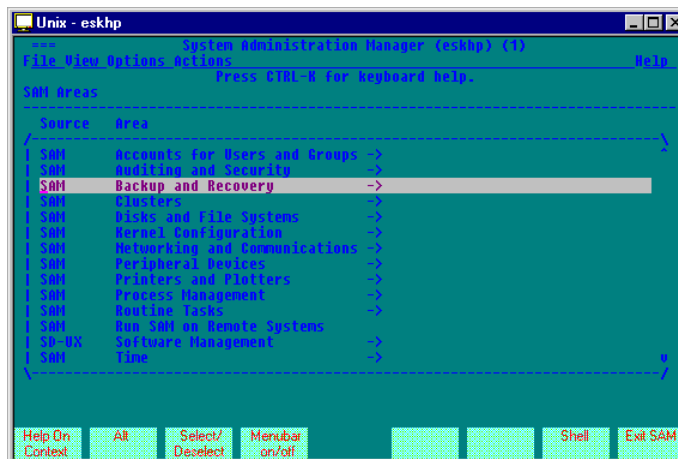 Unix - eskhp
=== System Administration Manager (eskhp) (1)
File View Options Actions Help
Press CTRL-K for keyboard help.
SAM Areas
Source Area
SAM Accounts for Users and Groups ->
SAM Auditing and Security ->
SAM Backup and Recovery ->
SAM Clusters ->
SAM Disks and File Systems ->
SAM Kernel Configuration ->
SAM Networking and Communications ->
SAM Peripheral Devices ->
SAM Printers and Plotters ->
SAM Process Management ->
SAM Routine Tasks ->
SAM Run SAM on Remote Systems
SD-UX Software Management ->
SAM Time ->
Help On Context Alt Select/Deselect Menubar on/off Shell Exit SAM